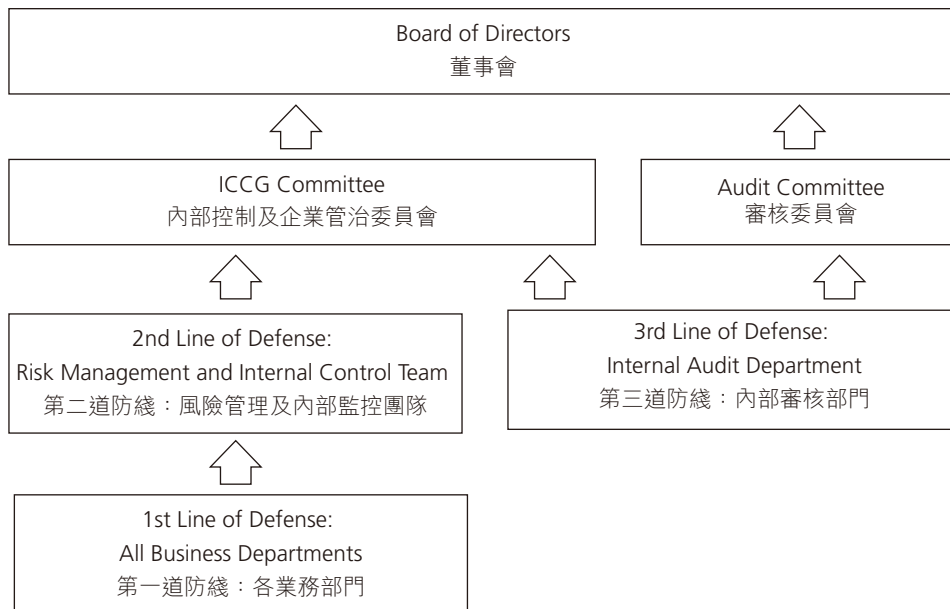 Board of Directors
董事會
ICCG Committee
內部控制及企業管治委員會
Audit Committee
審核委員會
2nd Line of Defense:
Risk Management and Internal Control Team
第二道防綫：風險管理及內部監控團隊
3rd Line of Defense:
Internal Audit Department
第三道防綫：內部審核部門
1st Line of Defense:
All Business Departments
第一道防綫：各業務部門